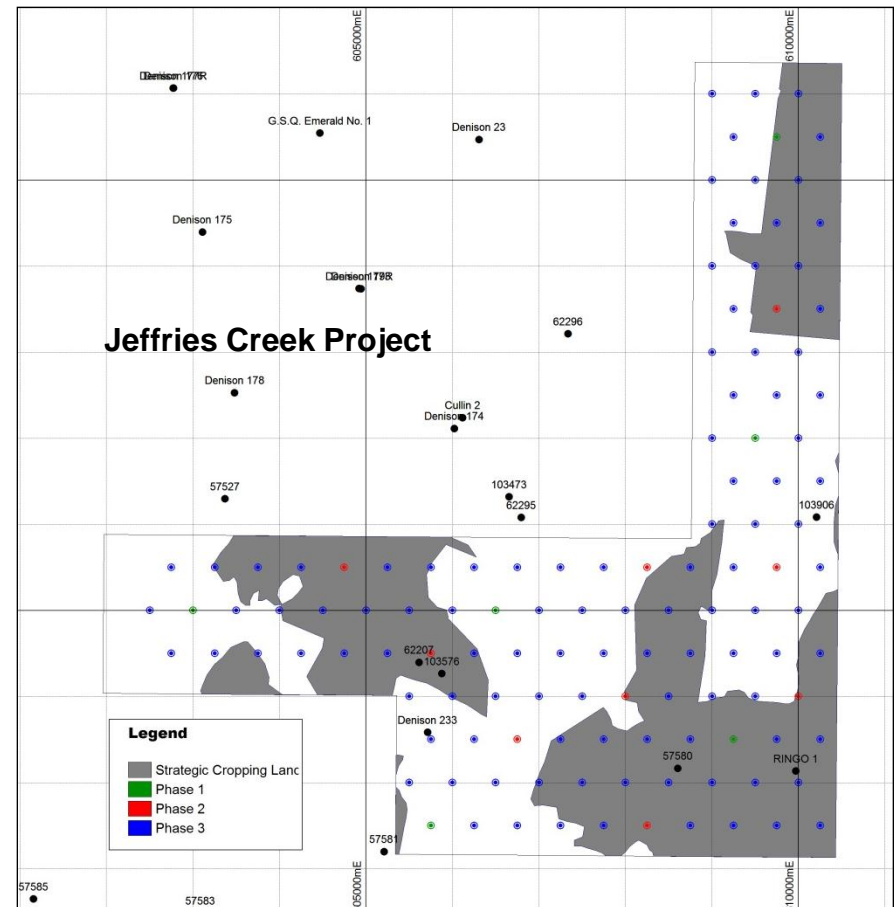 605000mE
610000mE
G.S.Q. Emerald No. 1
Denison 23
Denison 175
62296
Jeffries Creek Project
Denison 178
Cullin 2
Denison 174
57527
103473
62295
103906
62207
103576
Denison 233
Legend
Strategic Cropping Lanc
Phase 1
Phase 2
Phase 3
57580
RINGO 1
57581
57585
57583
05000mE
10000mE